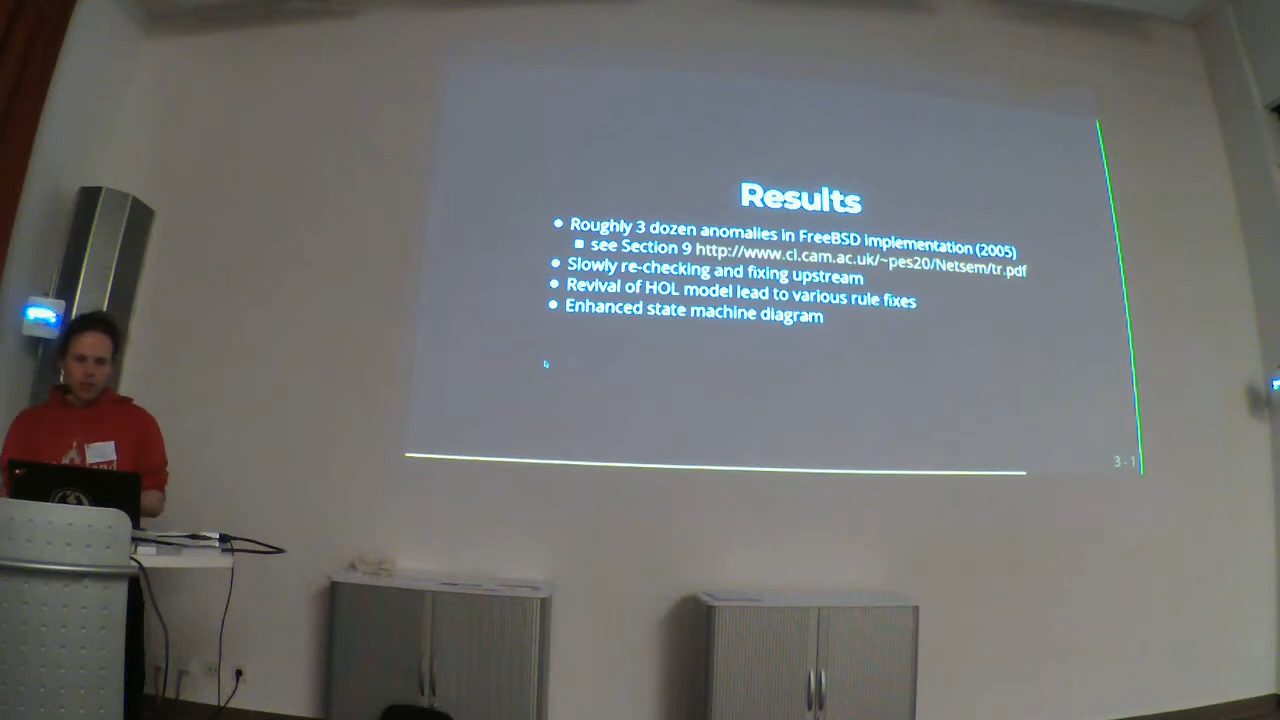 Results
• Roughly 3 dozen anomalies in FreeBSD implementation (2005)
▪ see Section 9 http://www.cl.cam.ac.uk/~pes20/Netsem/tr.pdf
• Slowly re-checking and fixing upstream
• Revival of HOL model lead to various rule fixes
• Enhanced state machine diagram
3 - 1